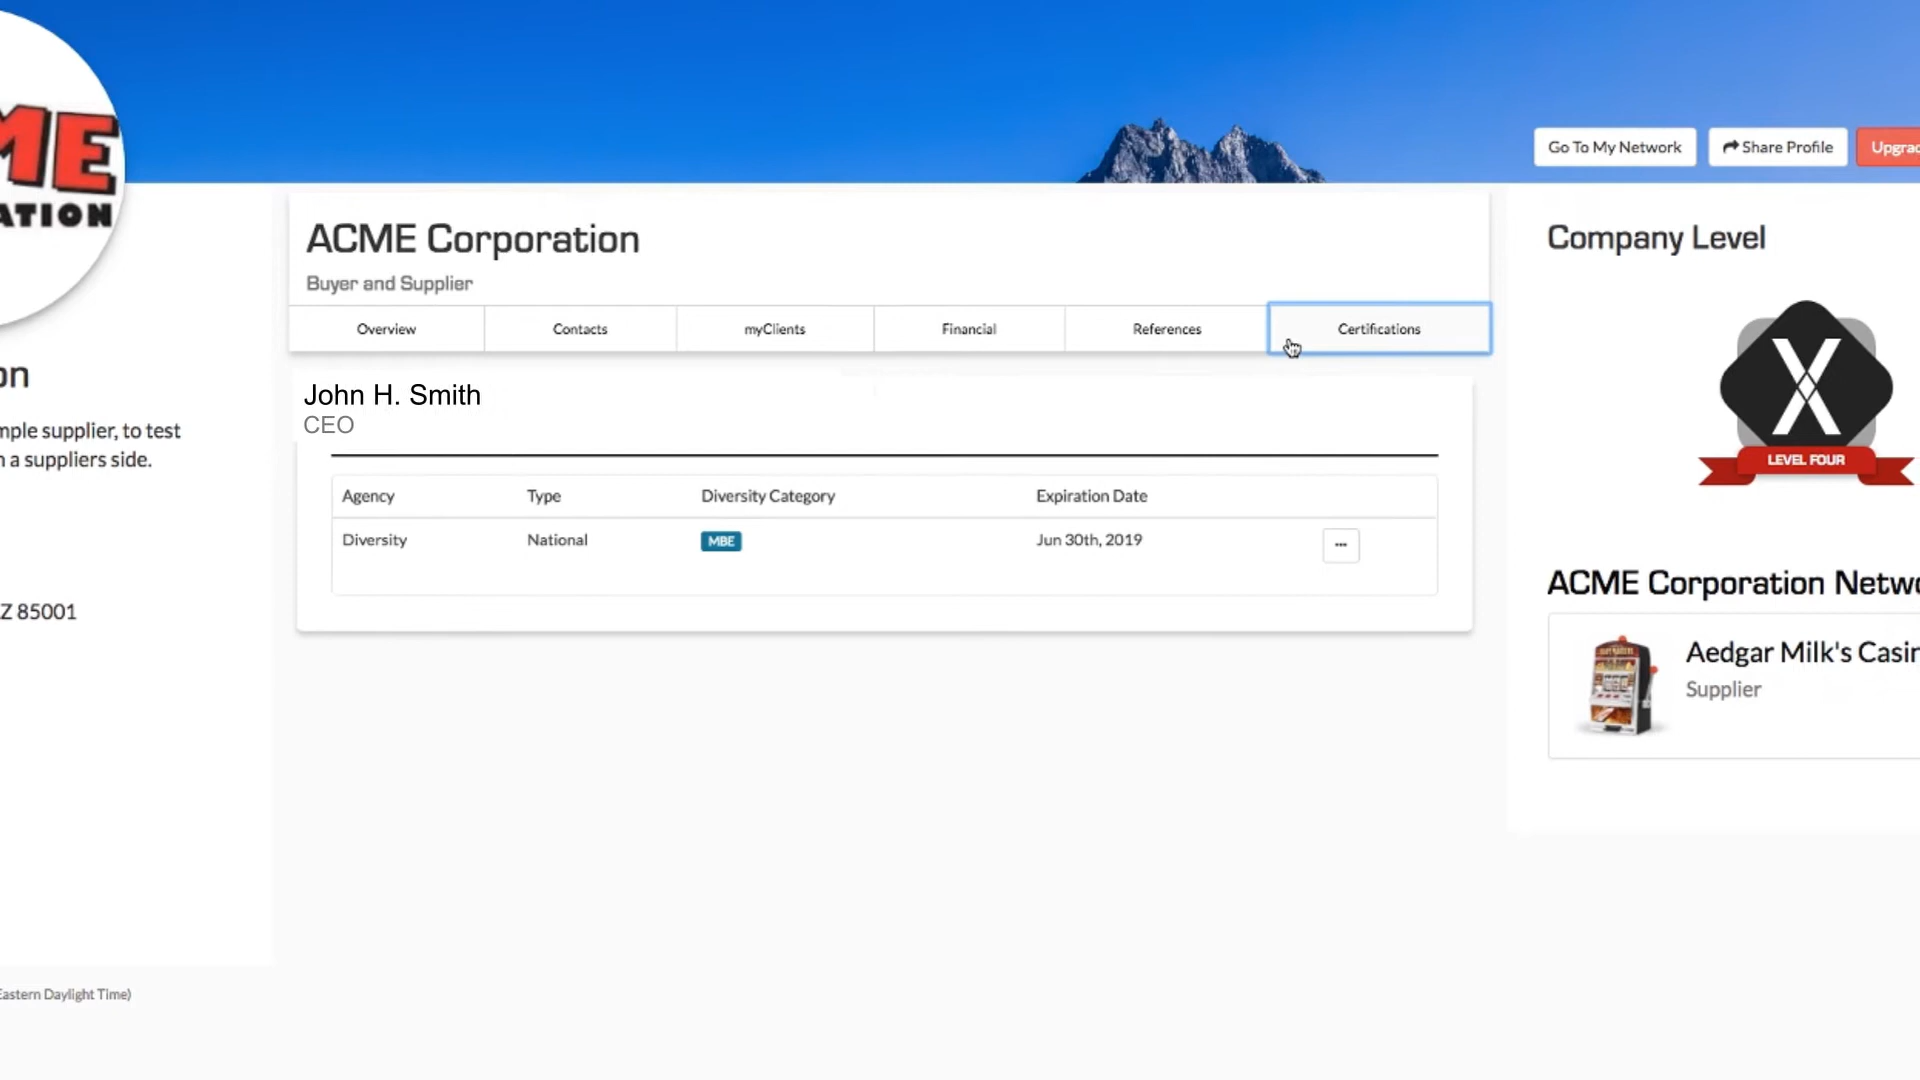 ME
ATION
Go To My Network
Share Profile
ACME Corporation
Buyer and Supplier
Overview
Contacts
myClients
Financial
References
Certifications
Company Level
LEVEL FOUR
John H. Smith
CEO
on
mple supplier, to test
a suppliers side.
Agency Type Diversity Category Expiration Date
Diversity National MBE Jun 30th, 2019
...
Z 85001
ACME Corporation
Aedgar Milk's
Supplier
Eastern Daylight Time)